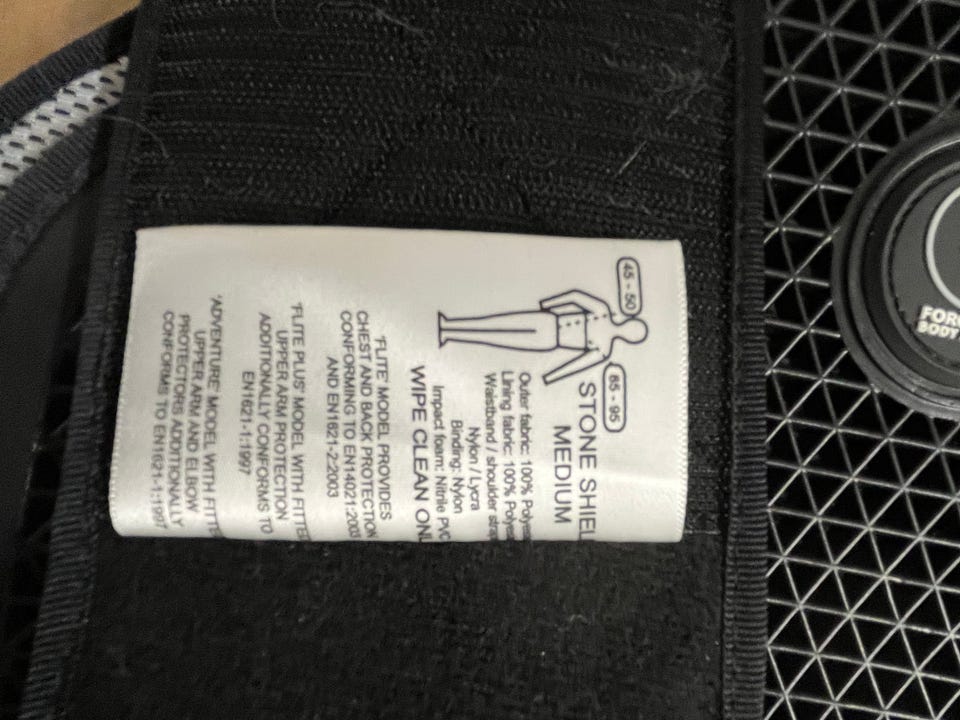 45 - 50
85 - 95
STONE SHIEL
MEDIUM
Outer fabric: 100% Polyes
Lining fabric: 100% Polyes
Waistband / shoulder strap
Nylon / Lycra
Binding: Nylon
Impact foam: Nitrile PVC
WIPE CLEAN ONL
'FLITE' MODEL PROVIDES
CHEST AND BACK PROTECTION
CONFORMING TO EN14021:2003
AND EN1621-2:2003
'FLITE PLUS' MODEL WITH FITTE
UPPER ARM PROTECTION
ADDITIONALLY CONFORMS TO
EN1621-1:1997
'ADVENTURE' MODEL WITH FITT
UPPER ARM AND ELBOW
PROTECTORS ADDITIONALLY
CONFORMS TO EN1621-1:1997
FORC
BODY